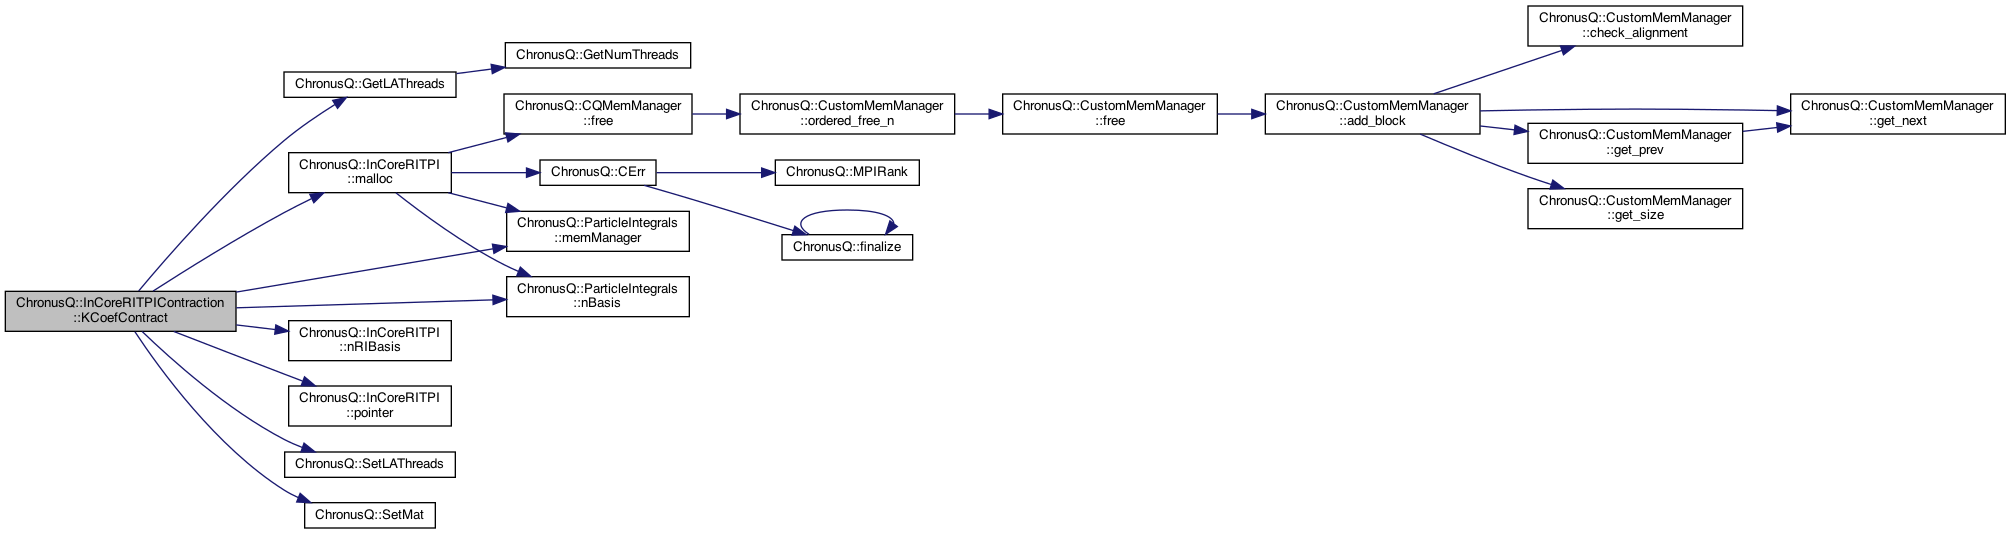 ChronusQ::InCoreRITPIContraction
::KCoefContract
ChronusQ::GetLAThreads
ChronusQ::GetNumThreads
ChronusQ::InCoreRITPI
::malloc
ChronusQ::CQMemManager
::free
ChronusQ::CustomMemManager
::ordered_free_n
ChronusQ::CustomMemManager
::free
ChronusQ::CustomMemManager
::add_block
ChronusQ::CustomMemManager
::check_alignment
ChronusQ::CustomMemManager
::get_next
ChronusQ::CustomMemManager
::get_prev
ChronusQ::CustomMemManager
::get_size
ChronusQ::CErr
ChronusQ::MPIRank
ChronusQ::finalize
ChronusQ::ParticleIntegrals
::memManager
ChronusQ::ParticleIntegrals
::nBasis
ChronusQ::InCoreRITPI
::nRIBasis
ChronusQ::InCoreRITPI
::pointer
ChronusQ::SetLAThreads
ChronusQ::SetMat